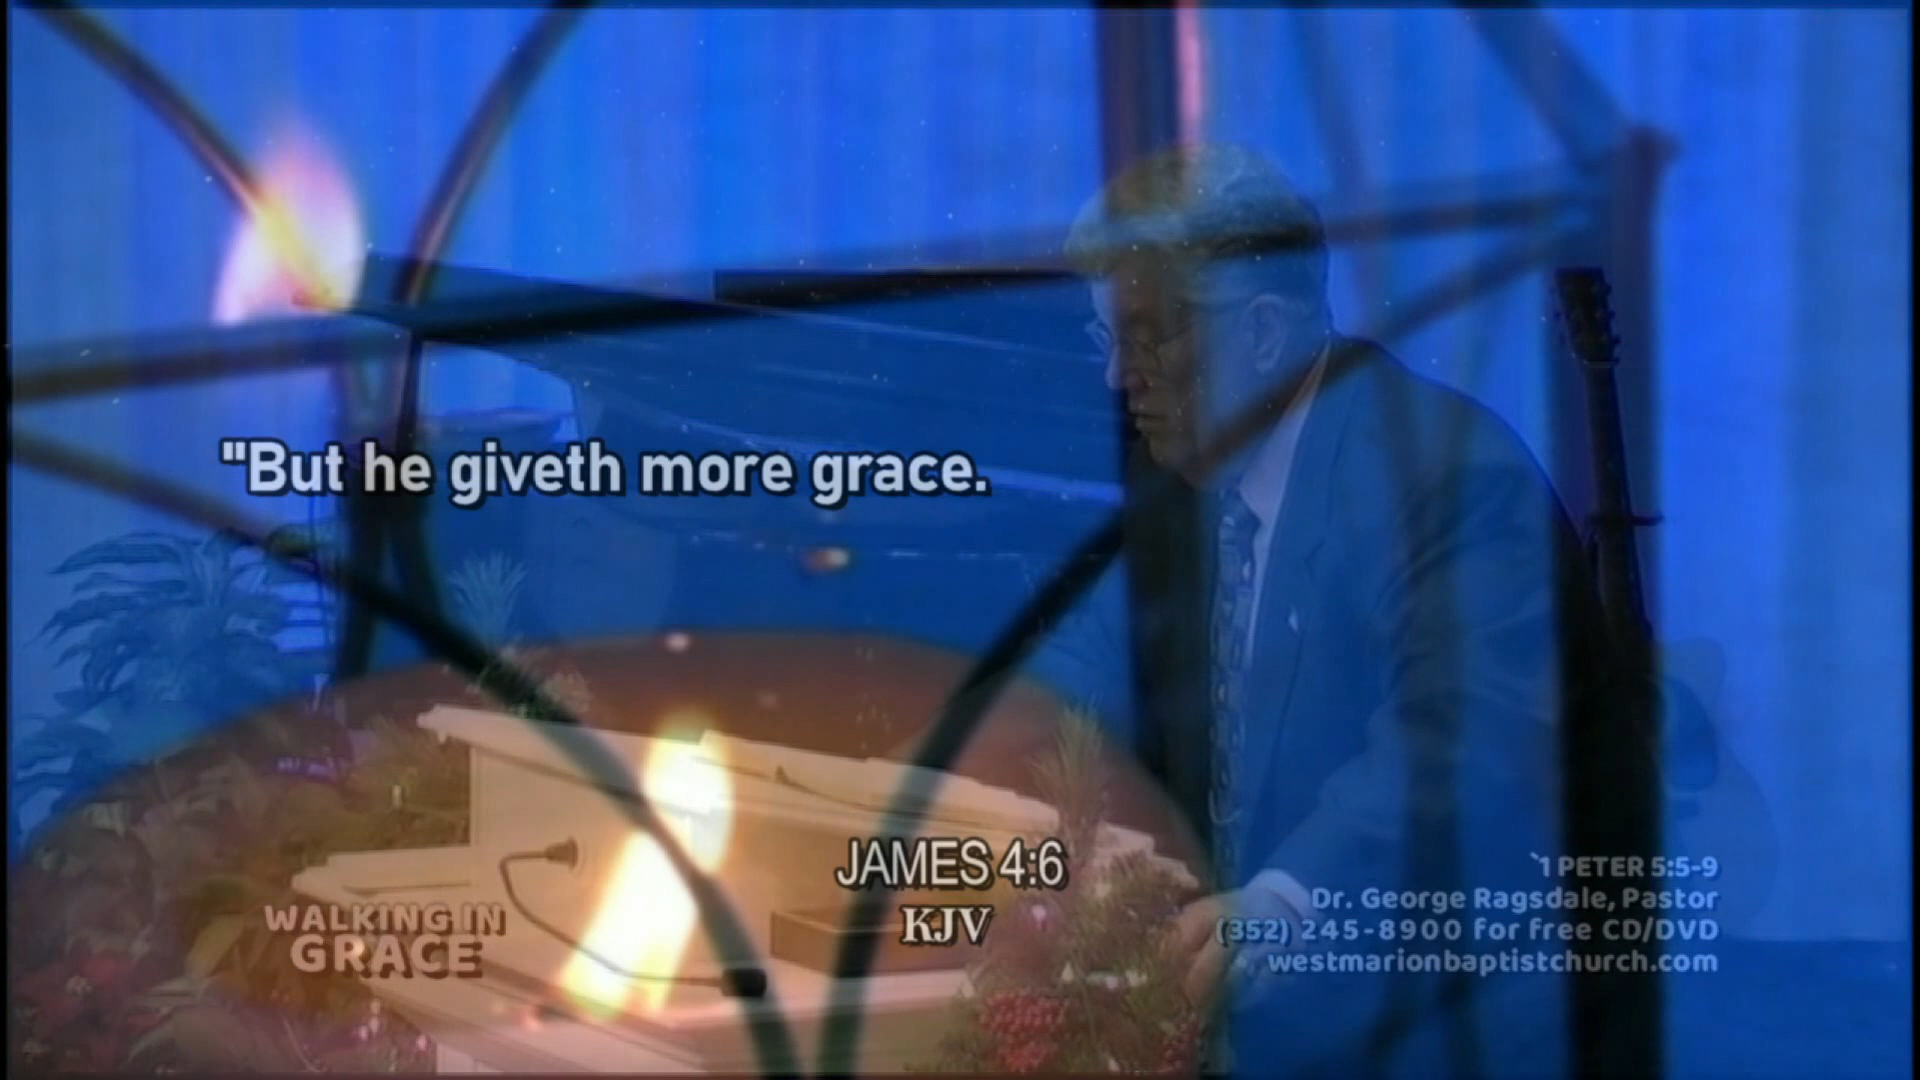 "But he giveth more grace.
JAMES 4:6
KJV
WALKING IN
GRACE
`1 PETER 5:5-9
Dr. George Ragsdale, Pastor
(352) 245-8900 for free CD/DVD
westmarionbaptistchurch.com